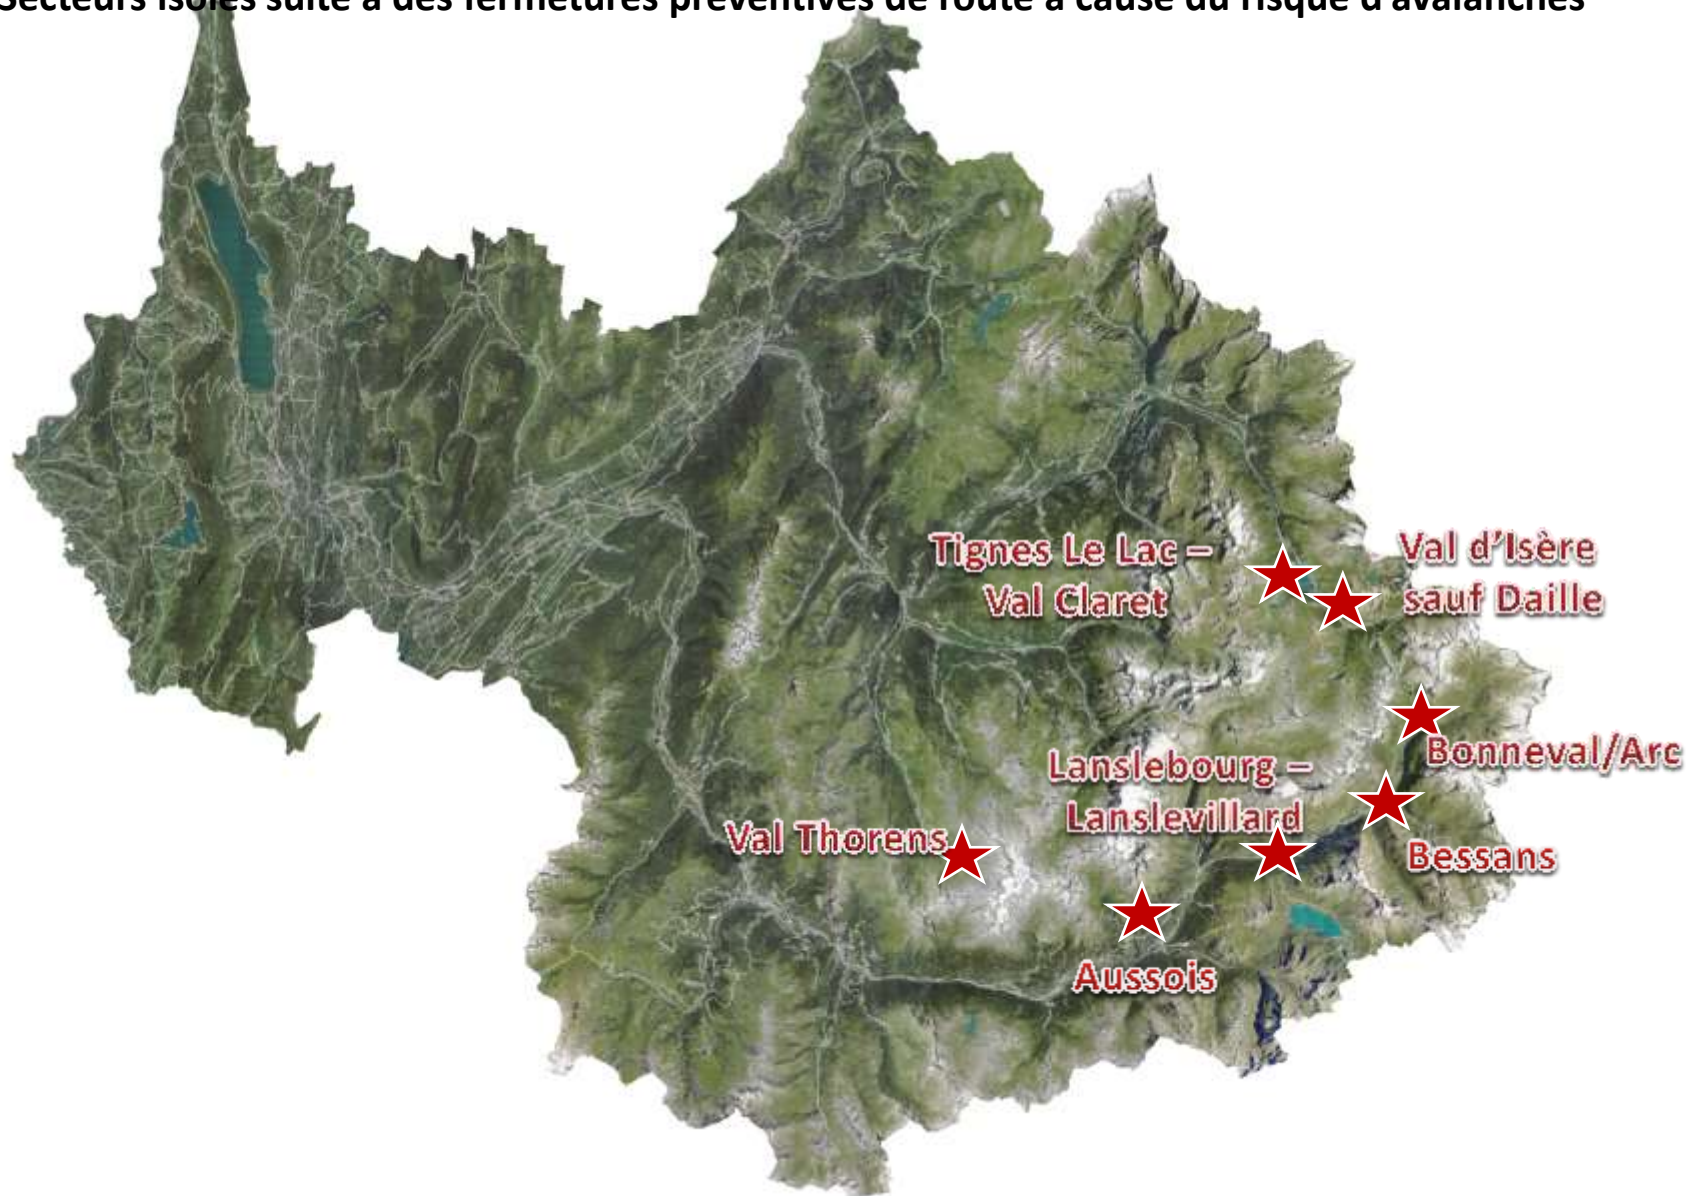 Secteurs isolés suite à des fermetures préventives de route à cause du risque d'avalanches
Tignes Le Lac –
Val Claret
Val d’Isère
sauf Daille
Bonneval/Arc
Lanslebourg –
Lanslevillard
Val Thorens
Bessans
Aussois